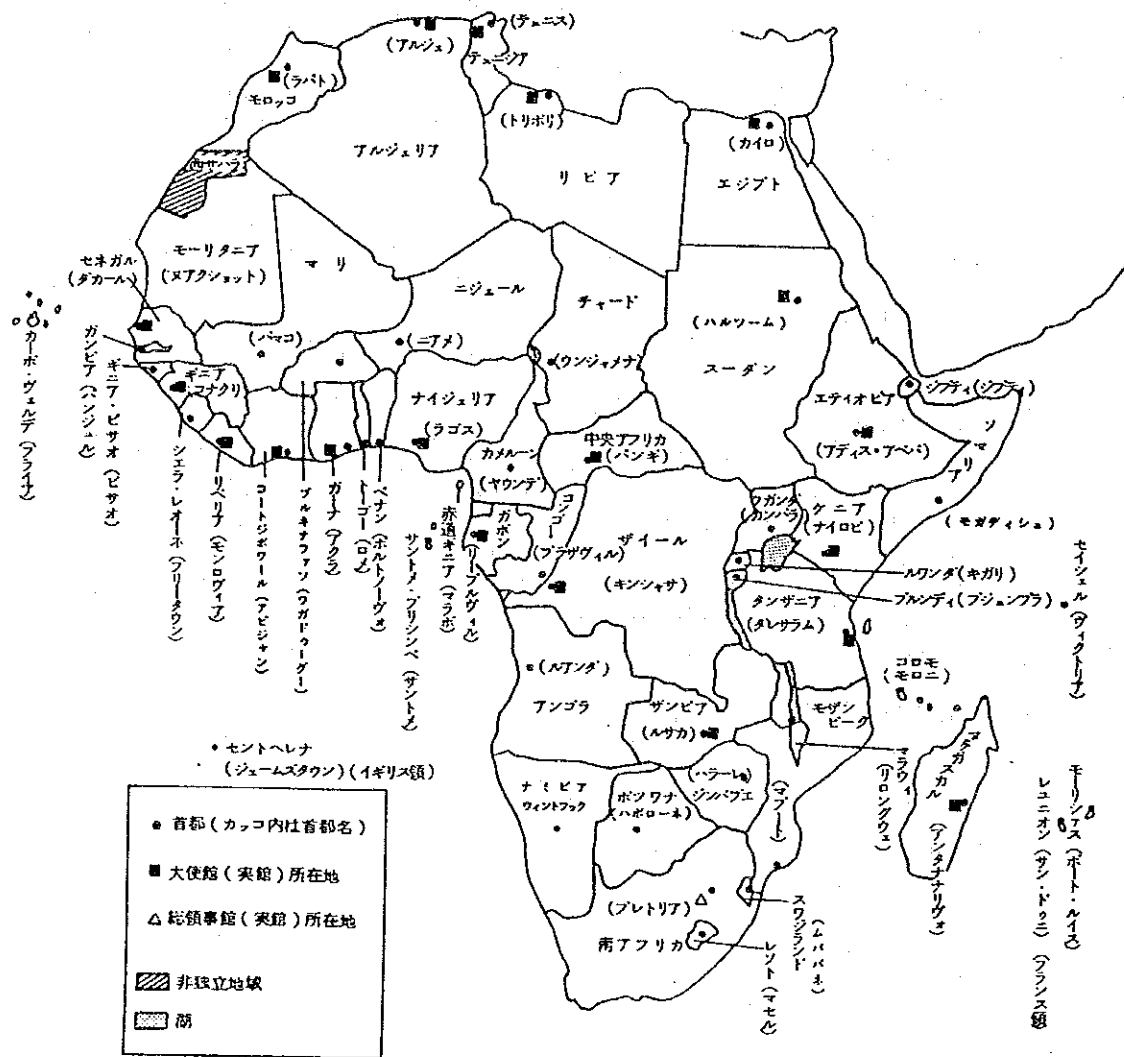 (テュニス)
(アルジェ)
テュニジア
(ラバト)
モロッコ
(トリポリ)
(カイロ)
アルジェリア
リビア
エジプト
西サハラ
モーリタニア
(ヌアクショット)
マリ
セネガル
(ダカール)
ニジェール
チャード
(ハルツーム)
スーダン
カーボ・ヴェルデ(プライア)
ガンビア(バンジュル)
ギニア・ビサオ(ビサオ)
(バマコ)
(ニアメ)
(ウンジャメナ)
ギニア
コナクリ
ナイジェリア
(ラゴス)
エティオピア
(アディス・アベバ)
ジブティ(ジブティ)
ソマリア
(モガディシュ)
中央アフリカ
(バンギ)
カメルーン
(ヤウンデ)
シェラ・レオーネ(フリータウン)
リベリア(モンロヴィア)
コートジボワール(アビジャン)
ブルキナファソ(ワガドゥーグー)
ガーナ(アクラ)
トーゴー(ロメ)
ベナン(ポルトノーヴォ)
サントメ・プリンシペ(サントメ)
赤道ギニア(マラボ)
リーブルヴィル)
ガボン
コンゴー
(ブラザヴィル)
ザイール
(キンシャサ)
ウガンダ
カンパラ
ケニア
ナイロビ)
ルワンダ(キガリ)
ブルンディ(ブジュンブラ)
タンザニア
(ダレサラム)
セイシェル(ヴィクトリア)
コロモ
(モロニ)
(ルアンダ)
アンゴラ
ザンビア
(ルサカ)
モザンビーク
(マプート)
マラウィ
(リロングウェ)
マダガスカル
(アンタナナリヴォ)
モーリシァス(ポート・ルイス)
レユニオン(サン・ドゥニ)(フランス領)
セントヘレナ
(ジェームズタウン)(イギリス領)
ナミビア
ウィントフック
ボツワナ
(ハボローネ)
ハラーレ)
ジンバブエ
(プレトリア)
南アフリカ
スワジランド
(ムババネ)
レソト(マセル)
首都(カッコ内は首都名)
大使館(実館)所在地
総領事館(実館)所在地
非独立地域
湖